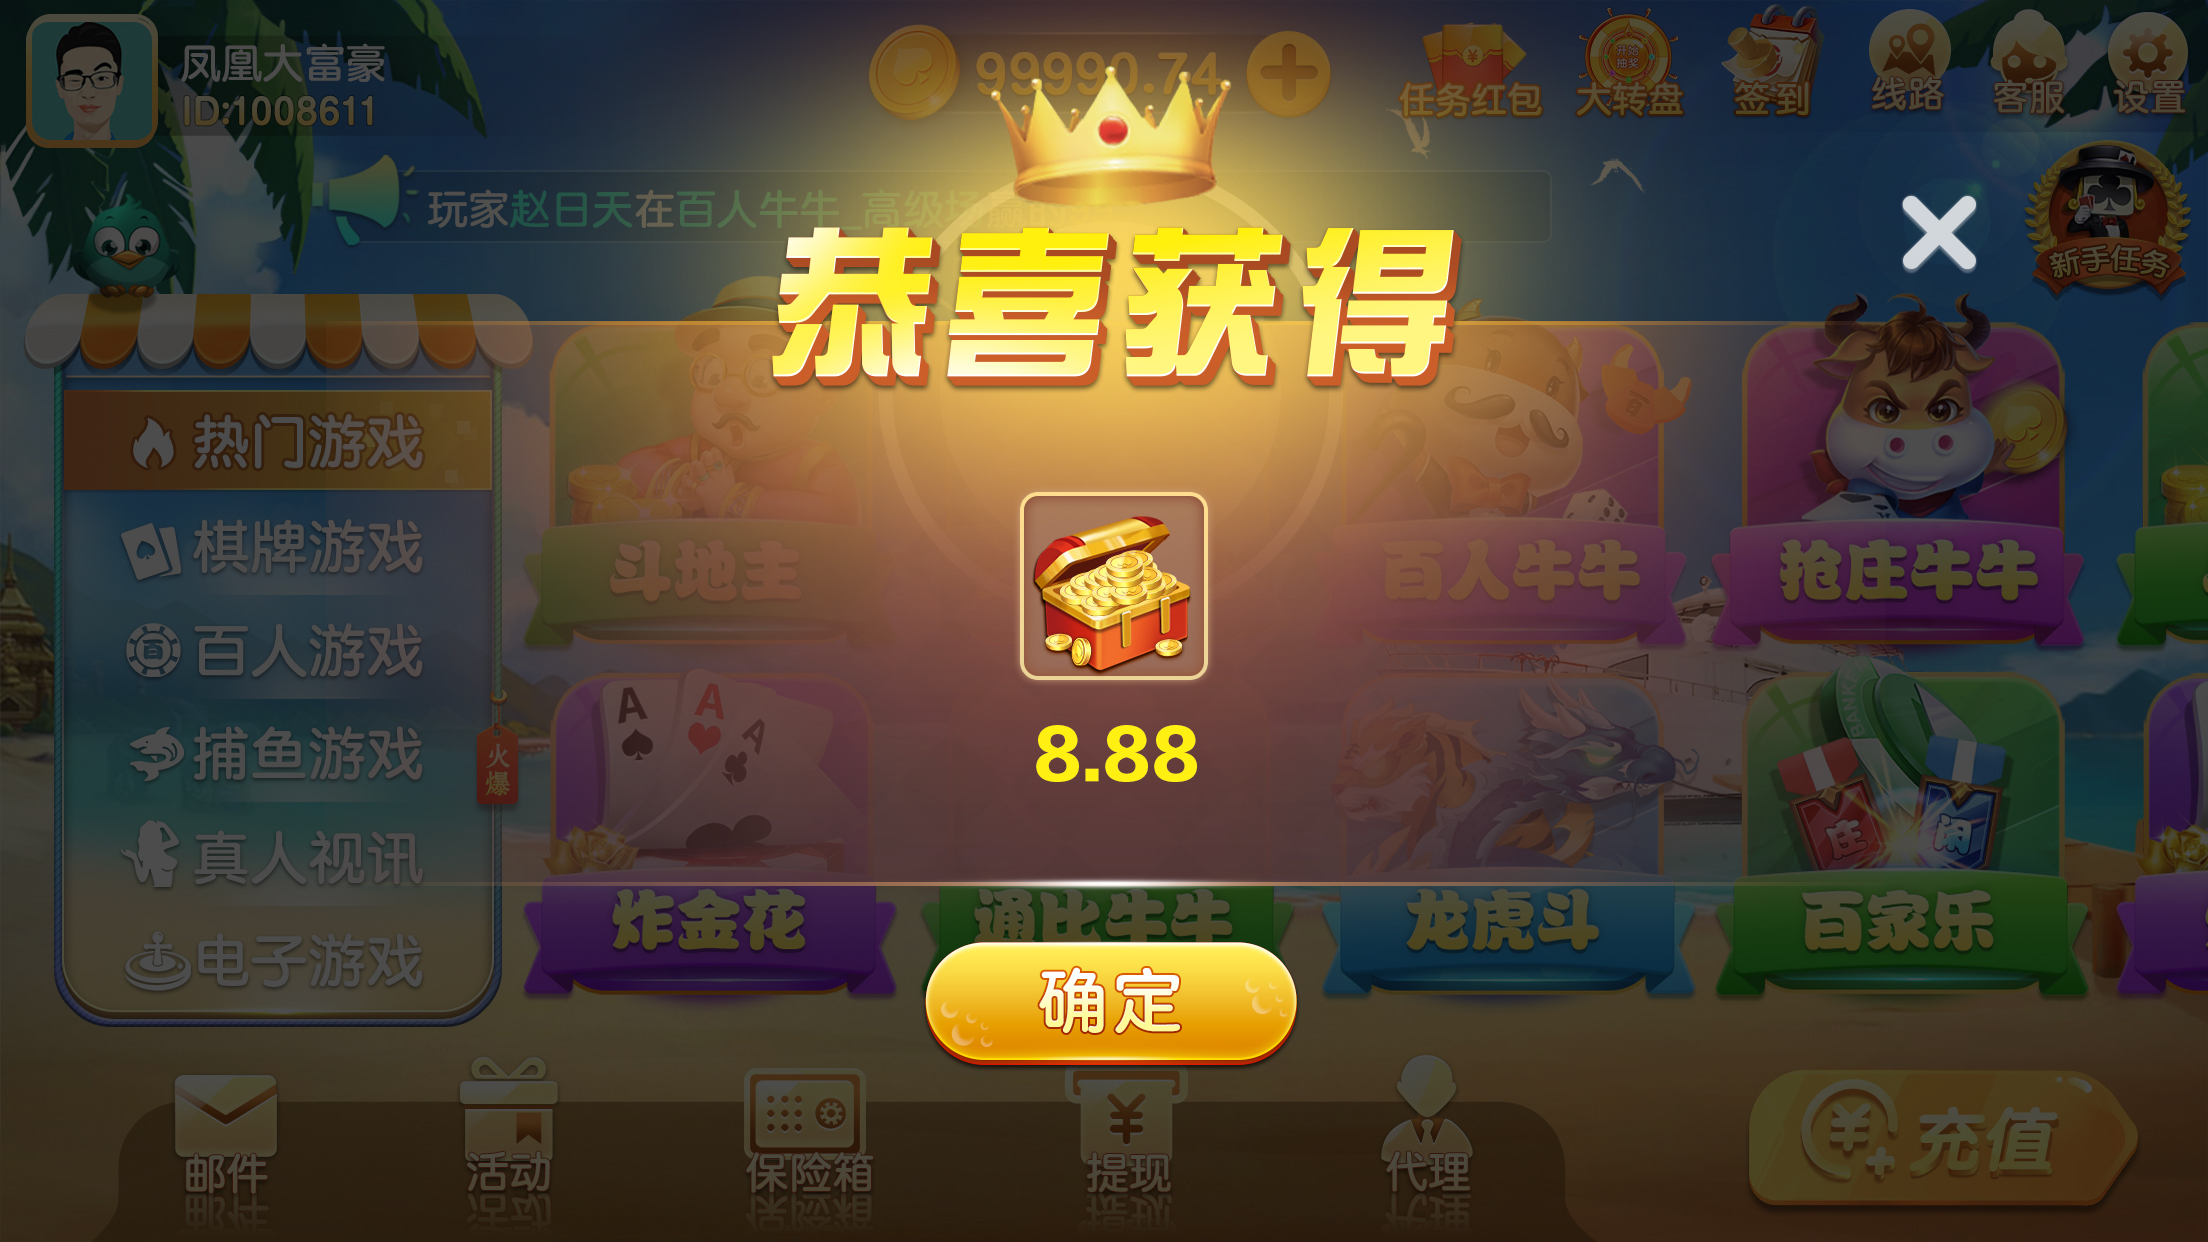 凤凰大富豪
ID:1008611
99990.74
任务红包
开始抽奖
大转盘
签到
线路
客服
设置
玩家赵日天在百人牛牛_高级场
新手任务
恭喜获得
热门游戏
棋牌游戏
百人游戏
捕鱼游戏
真人视讯
电子游戏
火爆
斗地主
百人牛牛
抢庄牛牛
8.88
A
A
A
BANK
庄
闲
炸金花
通比牛牛
龙虎斗
百家乐
确定
邮件
活动
保险箱
提现
代理
充值